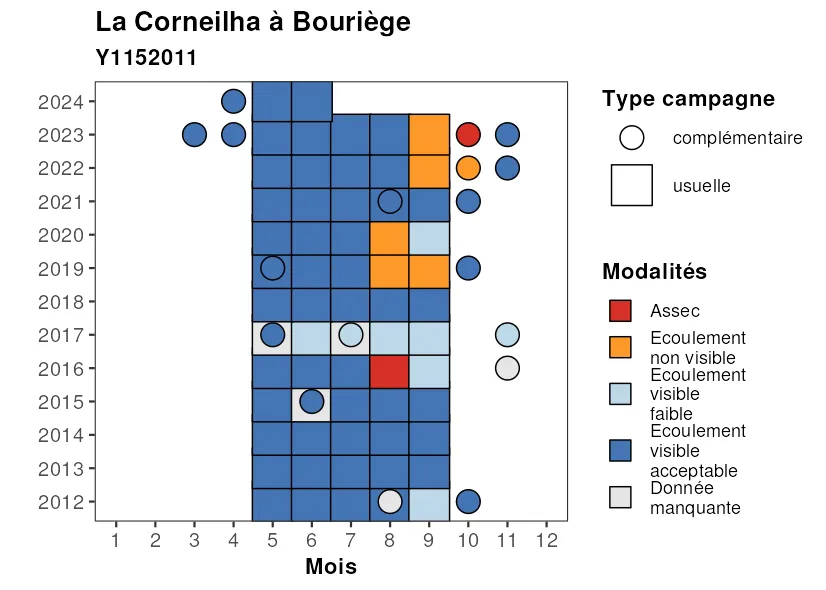 La Corneilha à Bouriège
Y1152011
2024
2023
2022
2021
2020
2019
2018
2017
2016
2015
2014
2013
2012
1 2 3 4 5 6 7 8 9 10 11 12
Mois
Type campagne
complémentaire
usuelle
Modalités
Assec
Ecoulement
non visible
Ecoulement
visible
faible
Ecoulement
visible
acceptable
Donnée
manquante